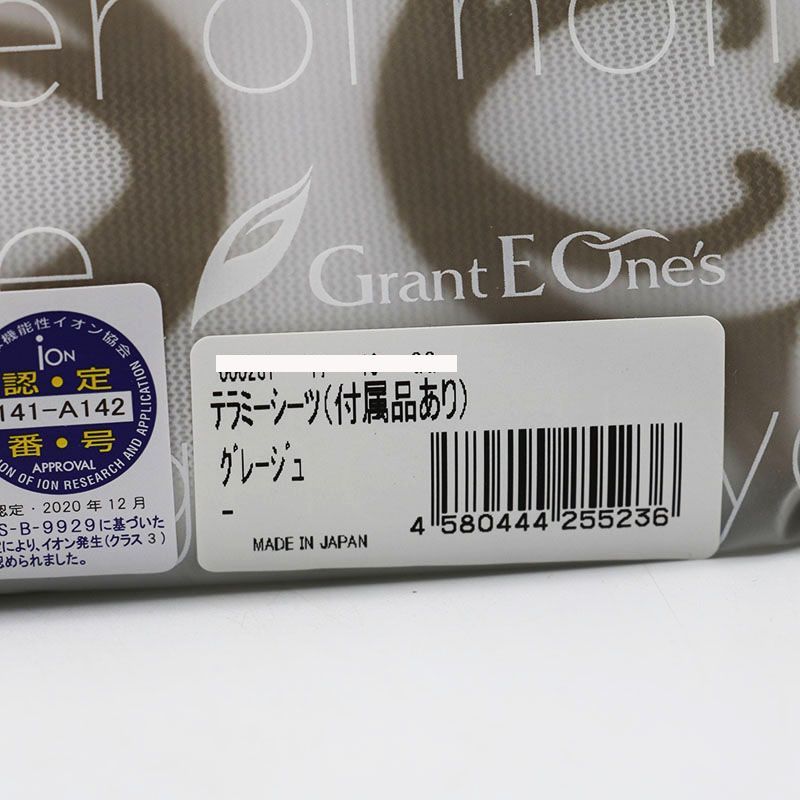 er of non
e
Grant E One's
機能性イオン協会
iON
認・定
141-A142
番・号
APPROVAL
ON OF ION RESEARCH AND APPLICATION
認定・2020年12月
S-B-9929に基づいた
により、イオン発生(クラス3)
認められました。
テラミーシーツ(付属品あり)
グレージュ
-
MADE IN JAPAN
4 580444 255236